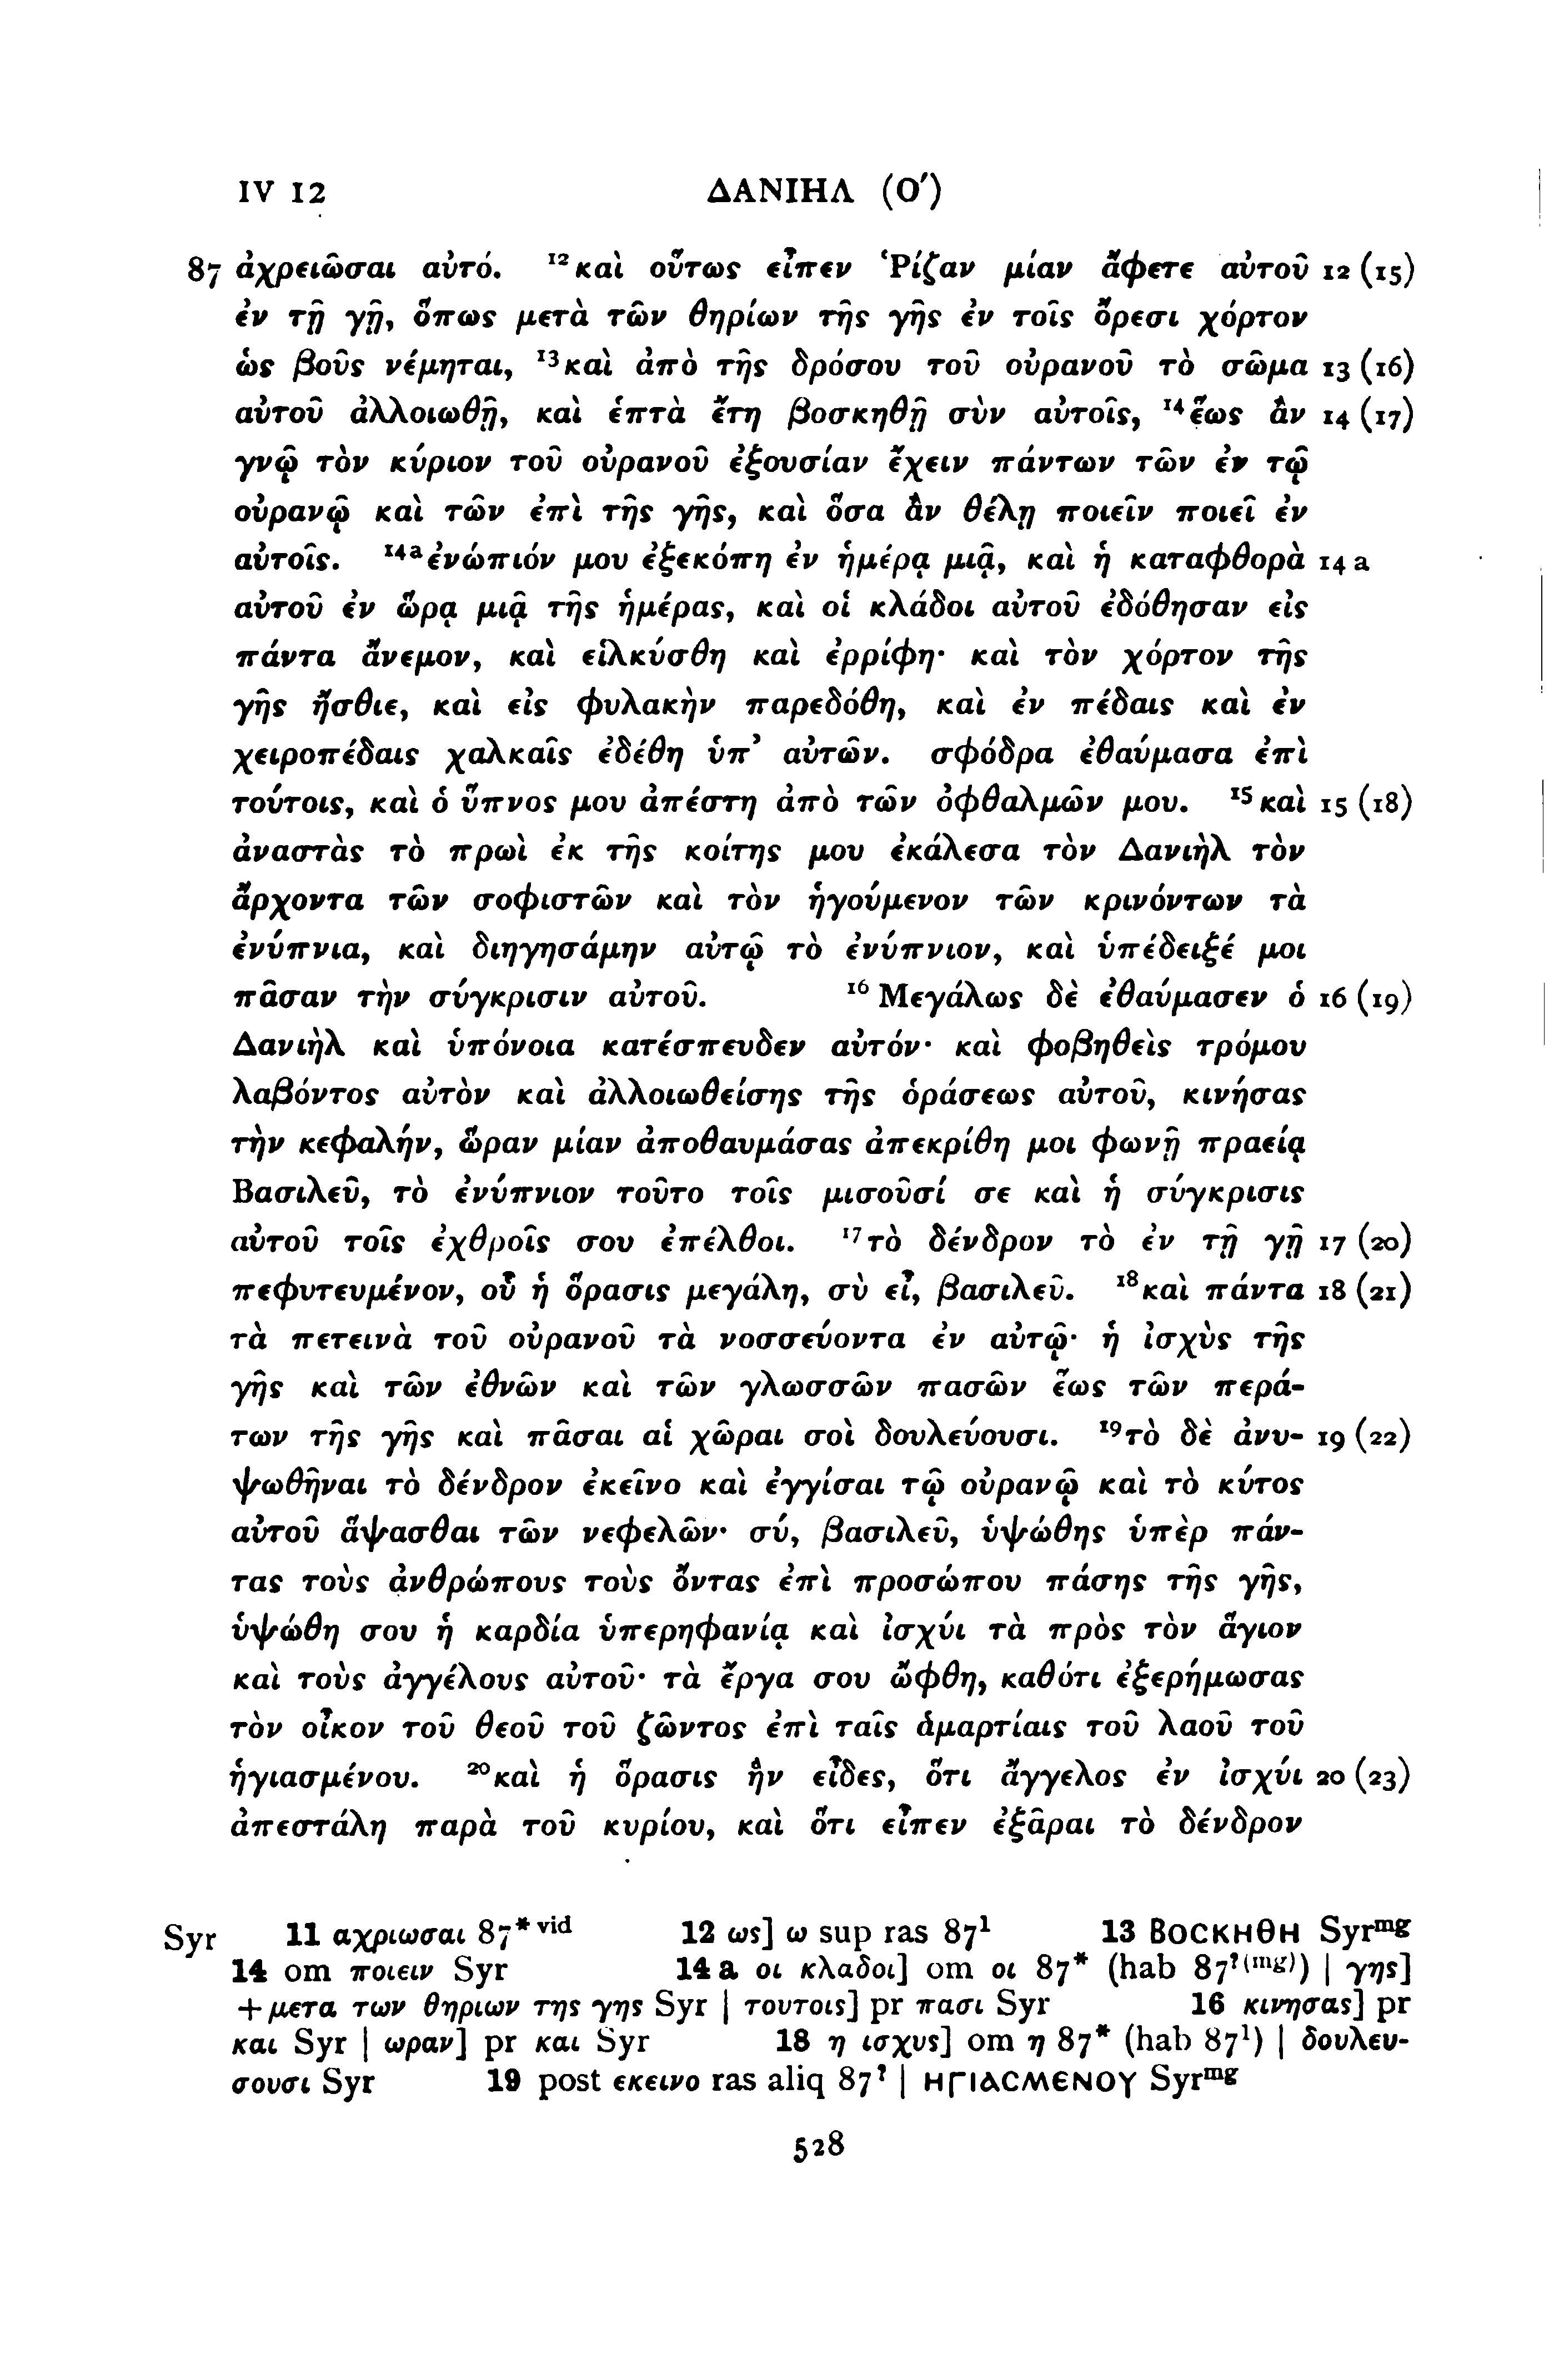 IV 12 ΔΑΝΙΗΛ (Ο′)
87 ἀχρειῶσαι αὐτό. ¹²καὶ οὕτως εἶπεν Ῥίζαν μίαν ἄφετε αὐτοῦ 12 (15)
ἐν τῇ γῇ, ὅπως μετὰ τῶν θηρίων τῆς γῆς ἐν τοῖς ὄρεσι χόρτον
ὡς βοῦς νέμηται, ¹³καὶ ἀπὸ τῆς δρόσου τοῦ οὐρανοῦ τὸ σῶμα 13 (16)
αὐτοῦ ἀλλοιωθῇ, καὶ ἑπτὰ ἔτη βοσκηθῇ σὺν αὐτοῖς, ¹⁴ἕως ἂν 14 (17)
γνῷ τὸν κύριον τοῦ οὐρανοῦ ἐξουσίαν ἔχειν πάντων τῶν ἐν τῷ
οὐρανῷ καὶ τῶν ἐπὶ τῆς γῆς, καὶ ὅσα ἂν θέλῃ ποιεῖν ποιεῖ ἐν
αὐτοῖς. ¹⁴ᵃἐνώπιόν μου ἐξεκόπη ἐν ἡμέρᾳ μιᾷ, καὶ ἡ καταφθορὰ 14 a
αὐτοῦ ἐν ὥρᾳ μιᾷ τῆς ἡμέρας, καὶ οἱ κλάδοι αὐτοῦ ἐδόθησαν εἰς
πάντα ἄνεμον, καὶ εἱλκύσθη καὶ ἐρρίφη· καὶ τὸν χόρτον τῆς
γῆς ἤσθιε, καὶ εἰς φυλακὴν παρεδόθη, καὶ ἐν πέδαις καὶ ἐν
χειροπέδαις χαλκαῖς ἐδέθη ὑπ᾽ αὐτῶν. σφόδρα ἐθαύμασα ἐπὶ
τούτοις, καὶ ὁ ὕπνος μου ἀπέστη ἀπὸ τῶν ὀφθαλμῶν μου. ¹⁵καὶ 15 (18)
ἀναστὰς τὸ πρωὶ ἐκ τῆς κοίτης μου ἐκάλεσα τὸν Δανιὴλ τὸν
ἄρχοντα τῶν σοφιστῶν καὶ τὸν ἡγούμενον τῶν κρινόντων τὰ
ἐνύπνια, καὶ διηγησάμην αὐτῷ τὸ ἐνύπνιον, καὶ ὑπέδειξέ μοι
πᾶσαν τὴν σύγκρισιν αὐτοῦ. ¹⁶Μεγάλως δὲ ἐθαύμασεν ὁ 16 (19)
Δανιὴλ καὶ ὑπόνοια κατέσπευδεν αὐτόν· καὶ φοβηθεὶς τρόμου
λαβόντος αὐτὸν καὶ ἀλλοιωθείσης τῆς ὁράσεως αὐτοῦ, κινήσας
τὴν κεφαλήν, ὥραν μίαν ἀποθαυμάσας ἀπεκρίθη μοι φωνῇ πραείᾳ
Βασιλεῦ, τὸ ἐνύπνιον τοῦτο τοῖς μισοῦσί σε καὶ ἡ σύγκρισις
αὐτοῦ τοῖς ἐχθροῖς σου ἐπέλθοι. ¹⁷τὸ δένδρον τὸ ἐν τῇ γῇ 17 (20)
πεφυτευμένον, οὗ ἡ ὅρασις μεγάλη, σὺ εἶ, βασιλεῦ. ¹⁸καὶ πάντα 18 (21)
τὰ πετεινὰ τοῦ οὐρανοῦ τὰ νοσσεύοντα ἐν αὐτῷ· ἡ ἰσχὺς τῆς
γῆς καὶ τῶν ἐθνῶν καὶ τῶν γλωσσῶν πασῶν ἕως τῶν περά-
των τῆς γῆς καὶ πᾶσαι αἱ χῶραι σοὶ δουλεύουσι. ¹⁹τὸ δὲ ἀνυ- 19 (22)
ψωθῆναι τὸ δένδρον ἐκεῖνο καὶ ἐγγίσαι τῷ οὐρανῷ καὶ τὸ κύτος
αὐτοῦ ἅψασθαι τῶν νεφελῶν· σύ, βασιλεῦ, ὑψώθης ὑπὲρ πάν-
τας τοὺς ἀνθρώπους τοὺς ὄντας ἐπὶ προσώπου πάσης τῆς γῆς,
ὑψώθη σου ἡ καρδία ὑπερηφανίᾳ καὶ ἰσχύι τὰ πρὸς τὸν ἅγιον
καὶ τοὺς ἀγγέλους αὐτοῦ· τὰ ἔργα σου ὤφθη, καθότι ἐξερήμωσας
τὸν οἶκον τοῦ θεοῦ τοῦ ζῶντος ἐπὶ ταῖς ἁμαρτίαις τοῦ λαοῦ τοῦ
ἡγιασμένου. ²⁰καὶ ἡ ὅρασις ἣν εἶδες, ὅτι ἄγγελος ἐν ἰσχύι 20 (23)
ἀπεστάλη παρὰ τοῦ κυρίου, καὶ ὅτι εἶπεν ἐξᾶραι τὸ δένδρον
Syr 11 αχριωσαι 87* ᵛⁱᵈ 12 ως] ω sup ras 87¹ 13 ΒΟCΚΗΘΗ Syrᵐᵍ
14 om ποιειν Syr 14 a οι κλαδοι] om οι 87* (hab 87?⁽ᵐᵍ⁾) | γης]
+ μετα των θηριων της γης Syr | τουτοις] pr πασι Syr 16 κινησας] pr
και Syr | ωραν] pr και Syr 18 η ισχυς] om η 87* (hab 87¹) | δουλευ-
σουσι Syr 19 post εκεινο ras aliq 87? | ΗΓΙΑCΜΕΝΟΥ Syrᵐᵍ
528